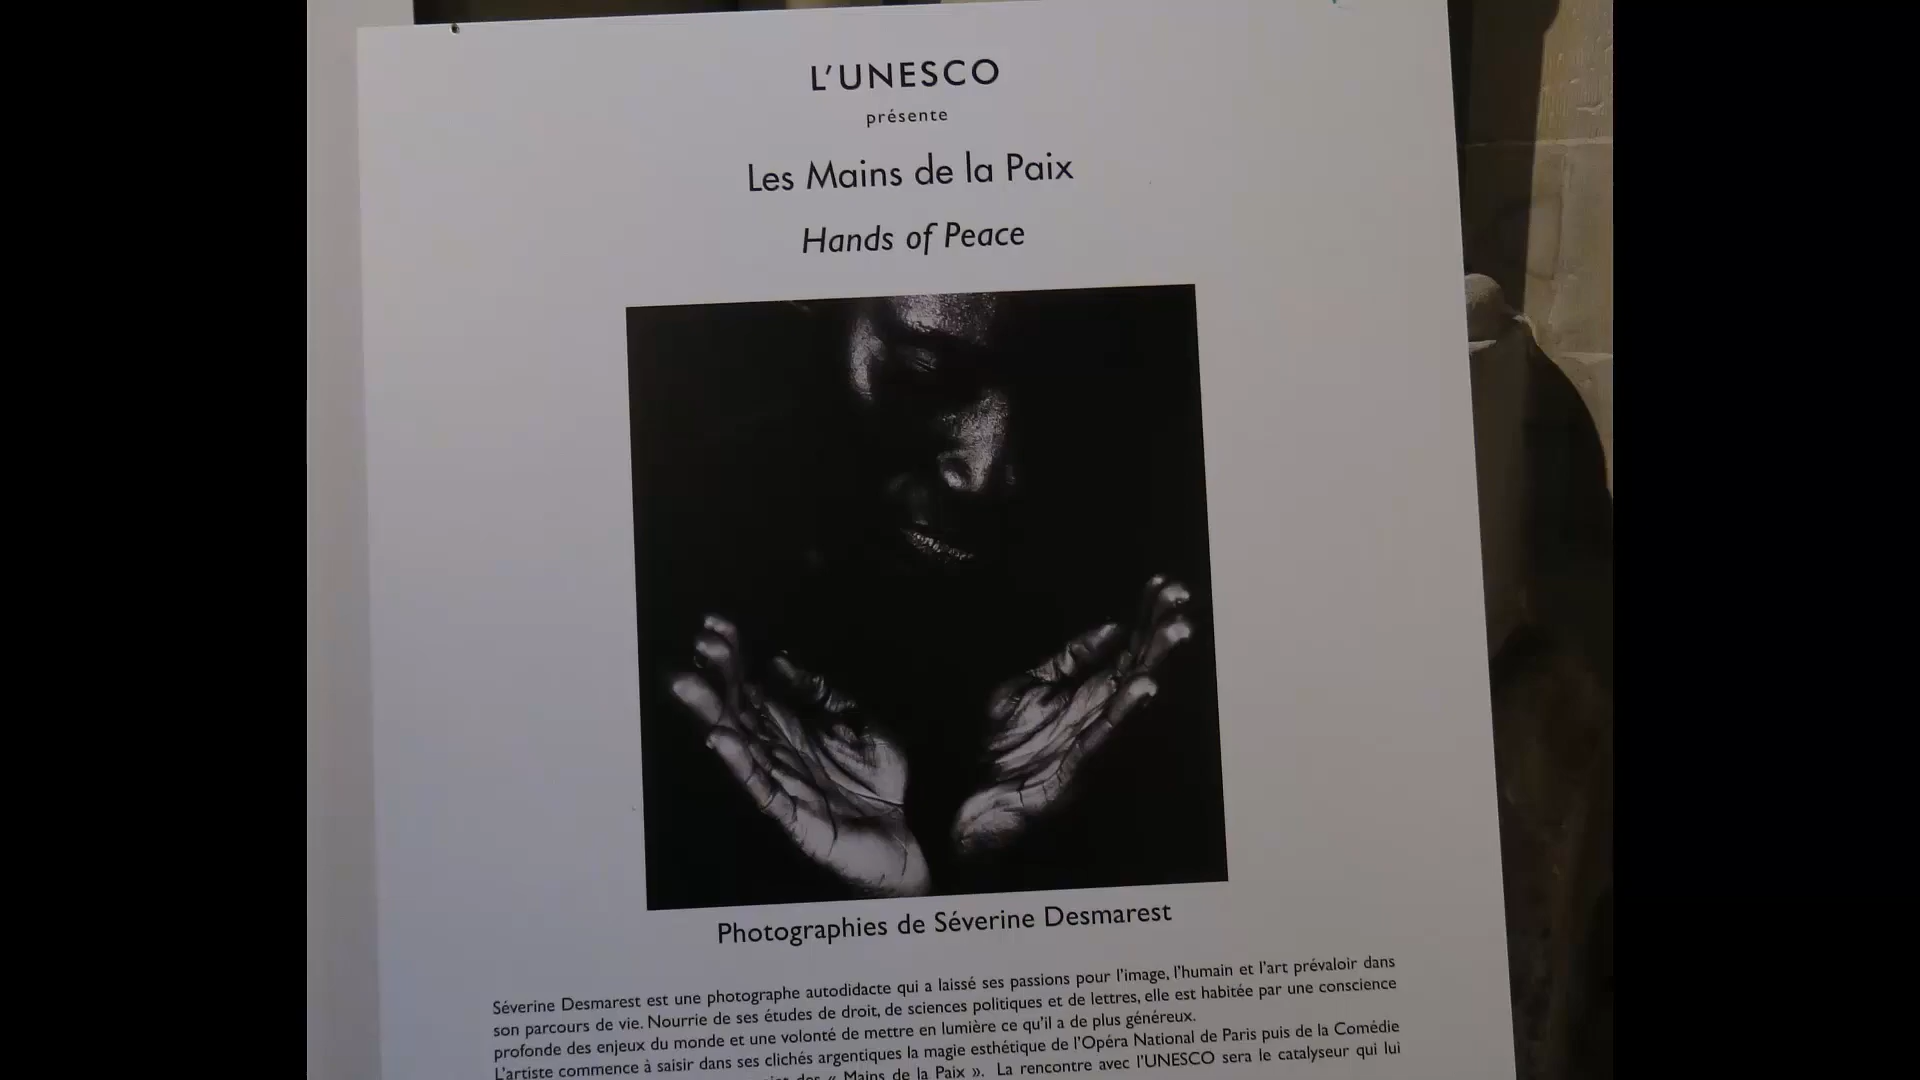 L'UNESCO
présente
Les Mains de la Paix
Hands of Peace
Photographies de Séverine Desmarest
Séverine Desmarest est une photographe autodidacte qui a laissé ses passions pour l'image, l'humain et l'art prévaloir dans
son parcours de vie. Nourrie de ses études de droit, de sciences politiques et de lettres, elle est habitée par une conscience
profonde des enjeux du monde et une volonté de mettre en lumière ce qu'il a de plus généreux.
L'artiste commence à saisir dans ses clichés argentiques la magie esthétique de l'Opéra National de Paris puis de la Comédie
des « Mains de la Paix ». La rencontre avec l'UNESCO sera le catalyseur qui lui